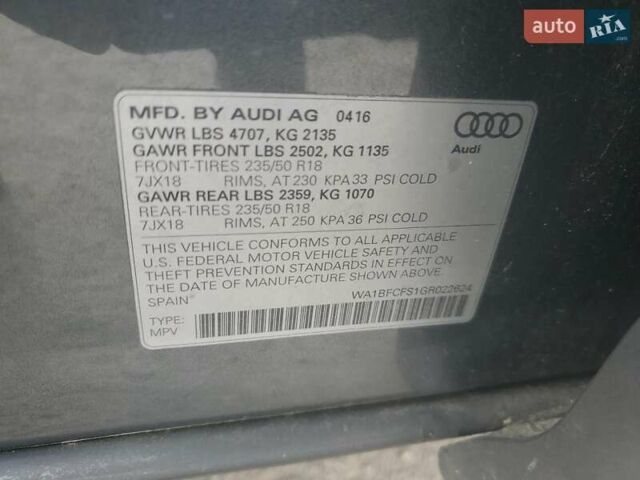 auto RIA .com
MFD. BY AUDI AG 0416
GVWR LBS 4707, KG 2135
GAWR FRONT LBS 2502, KG 1135
FRONT-TIRES 235/50 R18
7JX18 RIMS, AT 230 KPA 33 PSI COLD
GAWR REAR LBS 2359, KG 1070
REAR-TIRES 235/50 R18
7JX18 RIMS, AT 250 KPA 36 PSI COLD
Audi
THIS VEHICLE CONFORMS TO ALL APPLICABLE
U.S. FEDERAL MOTOR VEHICLE SAFETY AND
THEFT PREVENTION STANDARDS IN EFFECT ON
THE DATE OF MANUFACTURE SHOWN ABOVE.
SPAIN
WA1BFCFS1GR022624
TYPE:
MPV